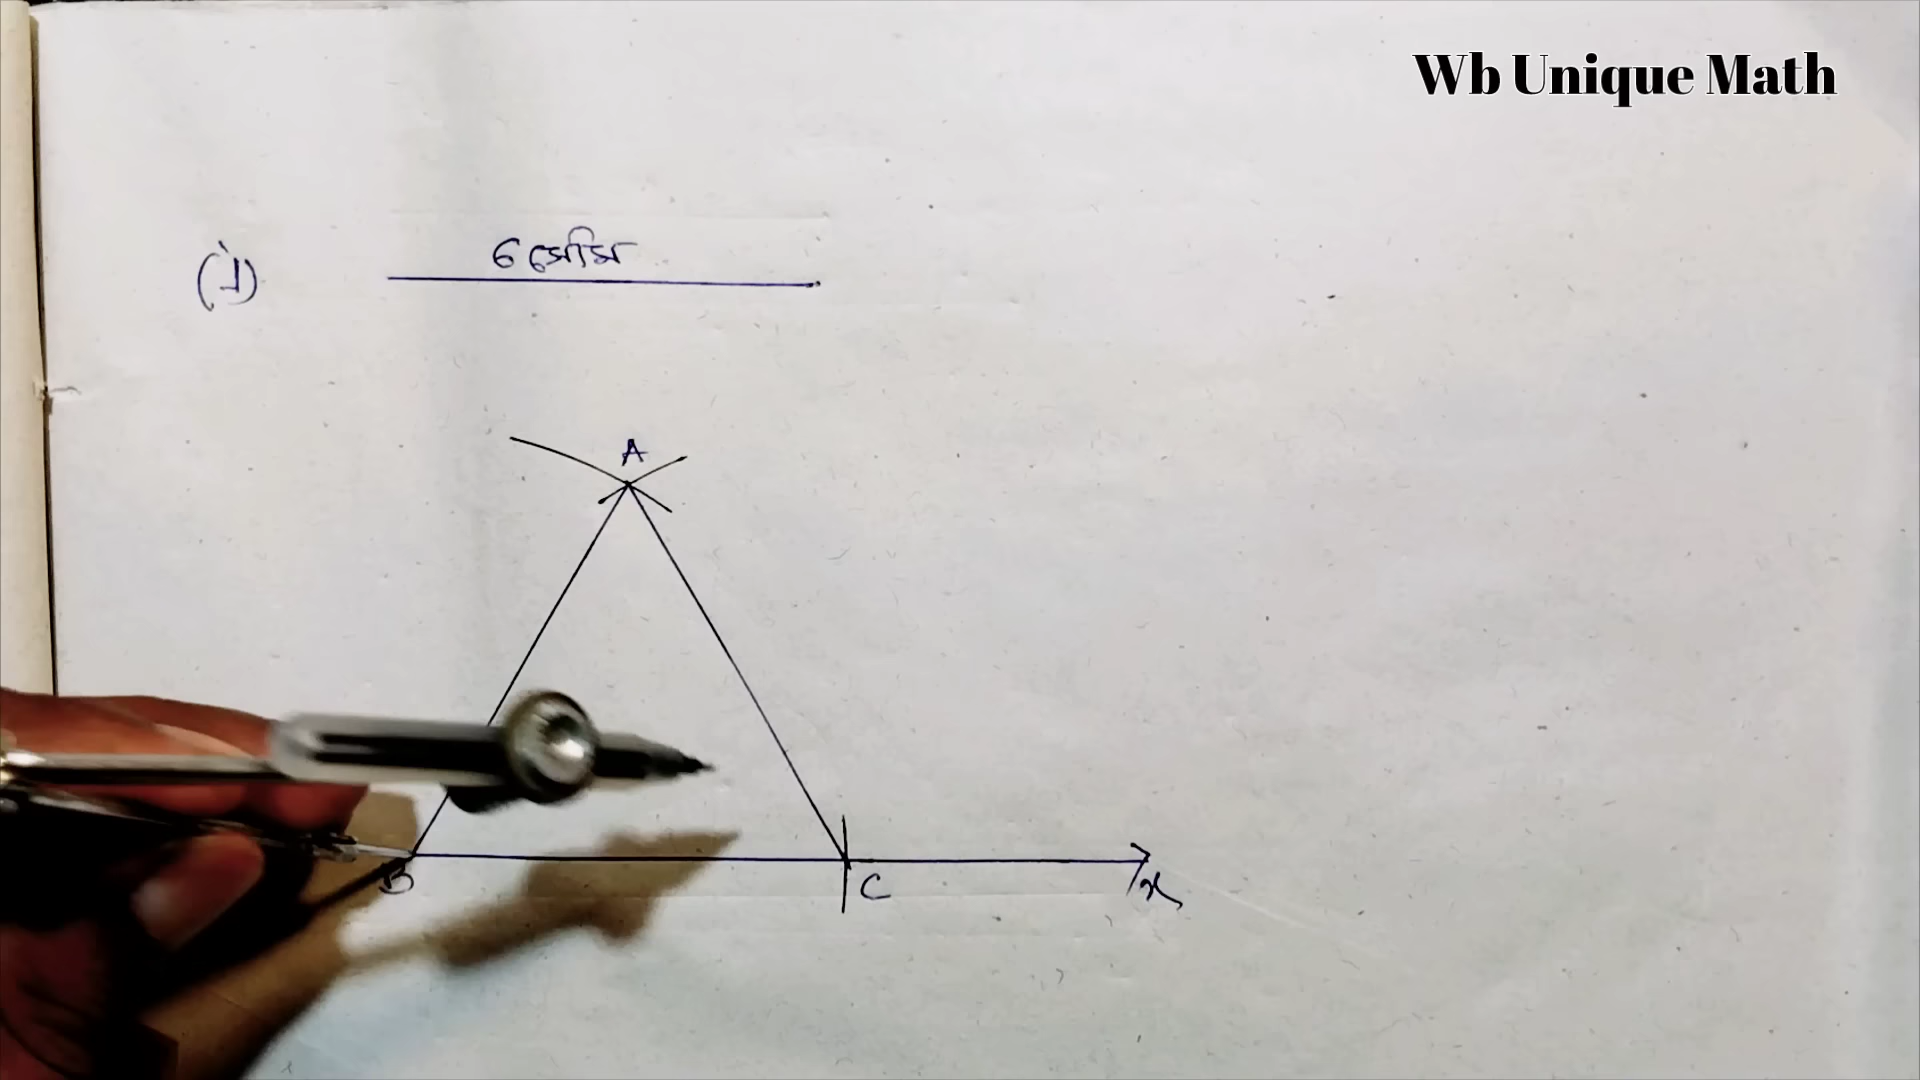 Wb Unique Math
(i)
6 সেমি
A
B
C
x